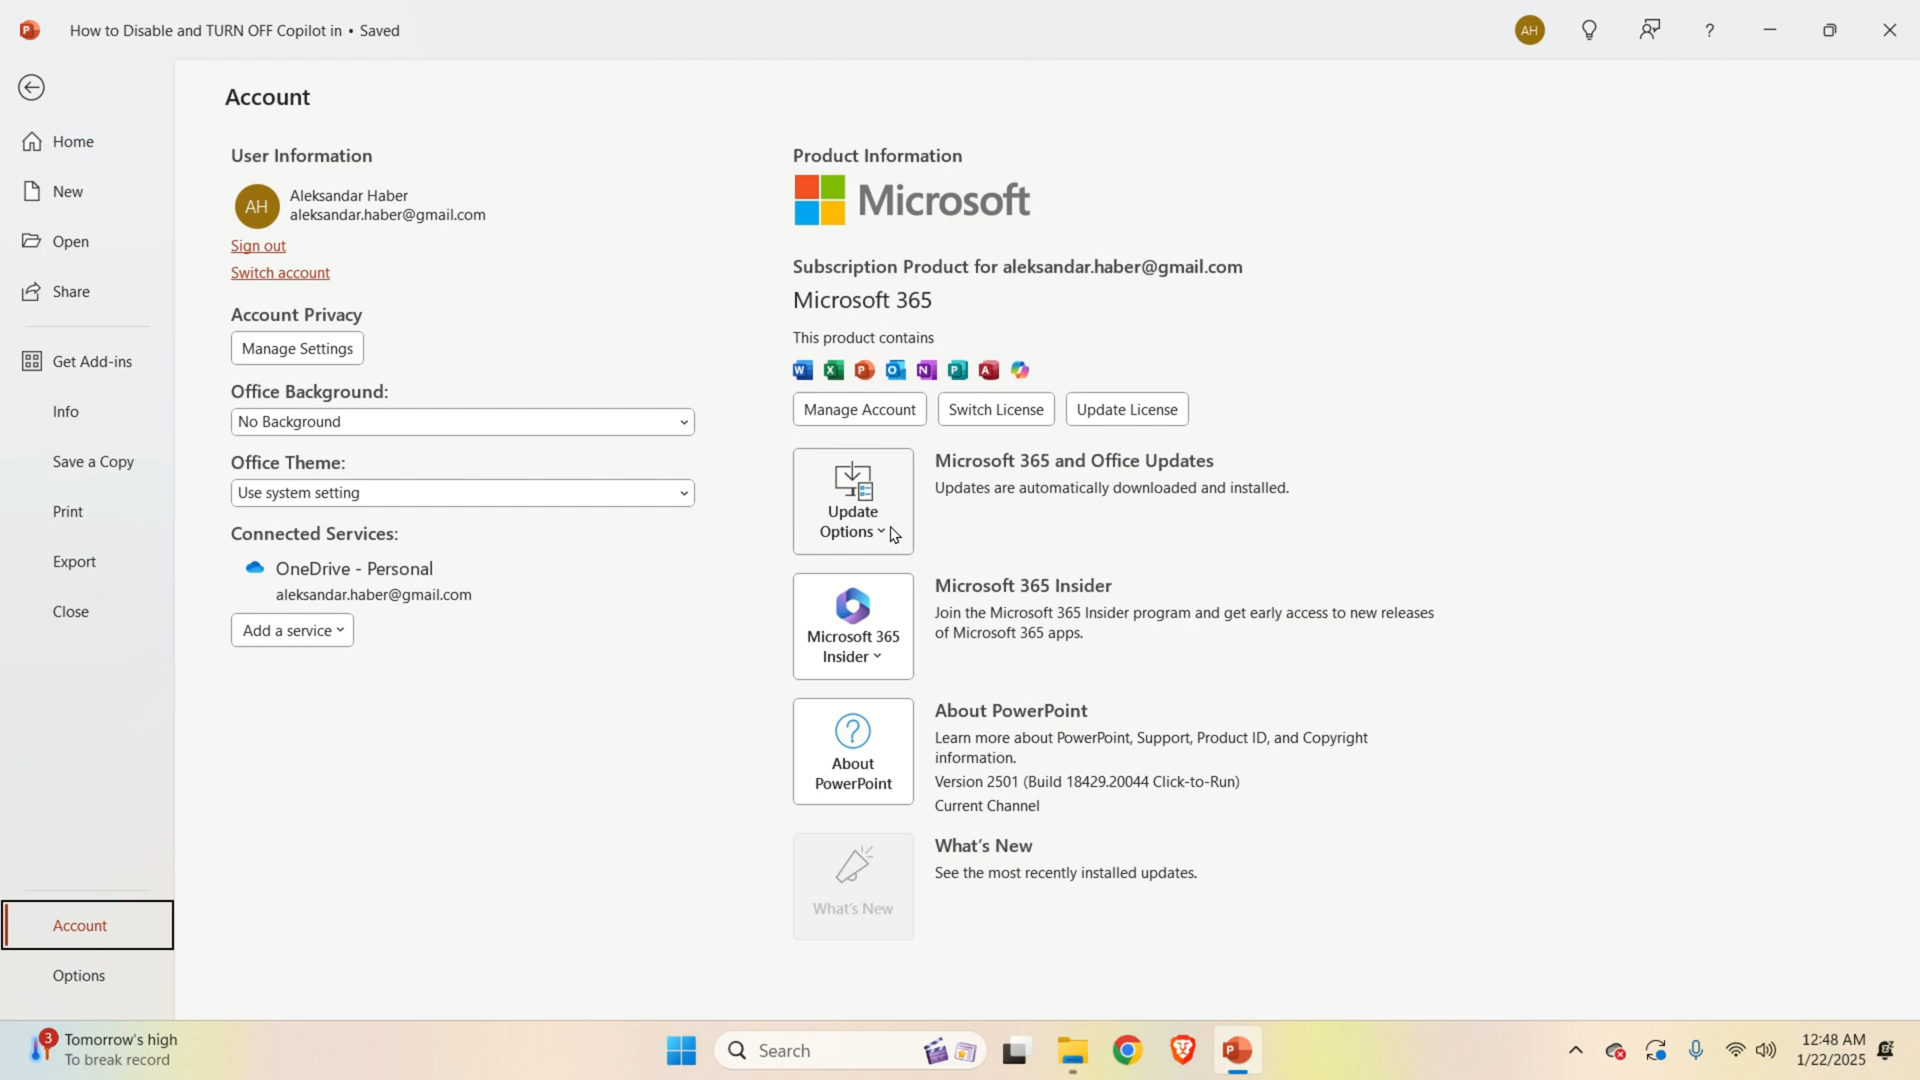 How to Disable and TURN OFF Copilot in • Saved
AH
?
Home
New
Open
Share
Get Add-ins
Info
Save a Copy
Print
Export
Close
Account
Options
Account
User Information
AH
Aleksandar Haber
aleksandar.haber@gmail.com
Sign out
Switch account
Account Privacy
Manage Settings
Office Background:
No Background
Office Theme:
Use system setting
Connected Services:
OneDrive - Personal
aleksandar.haber@gmail.com
Add a service
Product Information
Microsoft
Subscription Product for aleksandar.haber@gmail.com
Microsoft 365
This product contains
Manage Account
Switch License
Update License
Update
Options
Microsoft 365 and Office Updates
Updates are automatically downloaded and installed.
Microsoft 365
Insider
Microsoft 365 Insider
Join the Microsoft 365 Insider program and get early access to new releases
of Microsoft 365 apps.
About
PowerPoint
About PowerPoint
Learn more about PowerPoint, Support, Product ID, and Copyright
information.
Version 2501 (Build 18429.20044 Click-to-Run)
Current Channel
What's New
What's New
See the most recently installed updates.
3
Tomorrow's high
To break record
Search
12:48 AM
1/22/2025